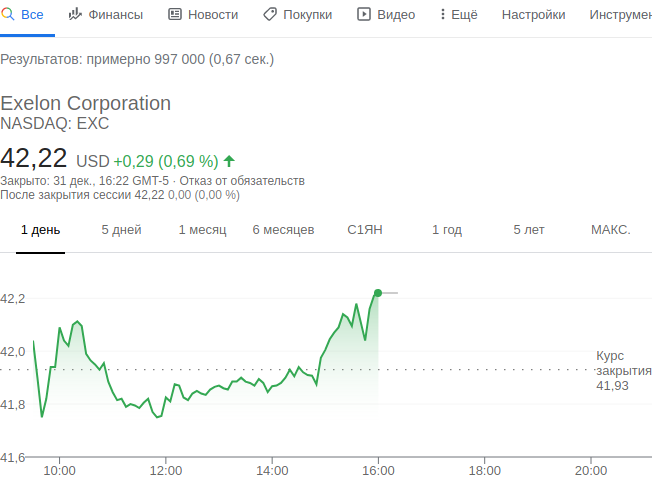 Все Финансы Новости Покупки Видео Ещё Настройки Инструмен
Результатов: примерно 997 000 (0,67 сек.)
Exelon Corporation
NASDAQ: EXC
42,22 USD +0,29 (0,69 %)
Закрыто: 31 дек., 16:22 GMT-5 · Отказ от обязательств
После закрытия сессии 42,22 0,00 (0,00 %)
1 день 5 дней 1 месяц 6 месяцев С1ЯН 1 год 5 лет МАКС.
42,2
42,0
Курс
закрытия
41,93
41,8
41,6
10:00 12:00 14:00 16:00 18:00 20:00